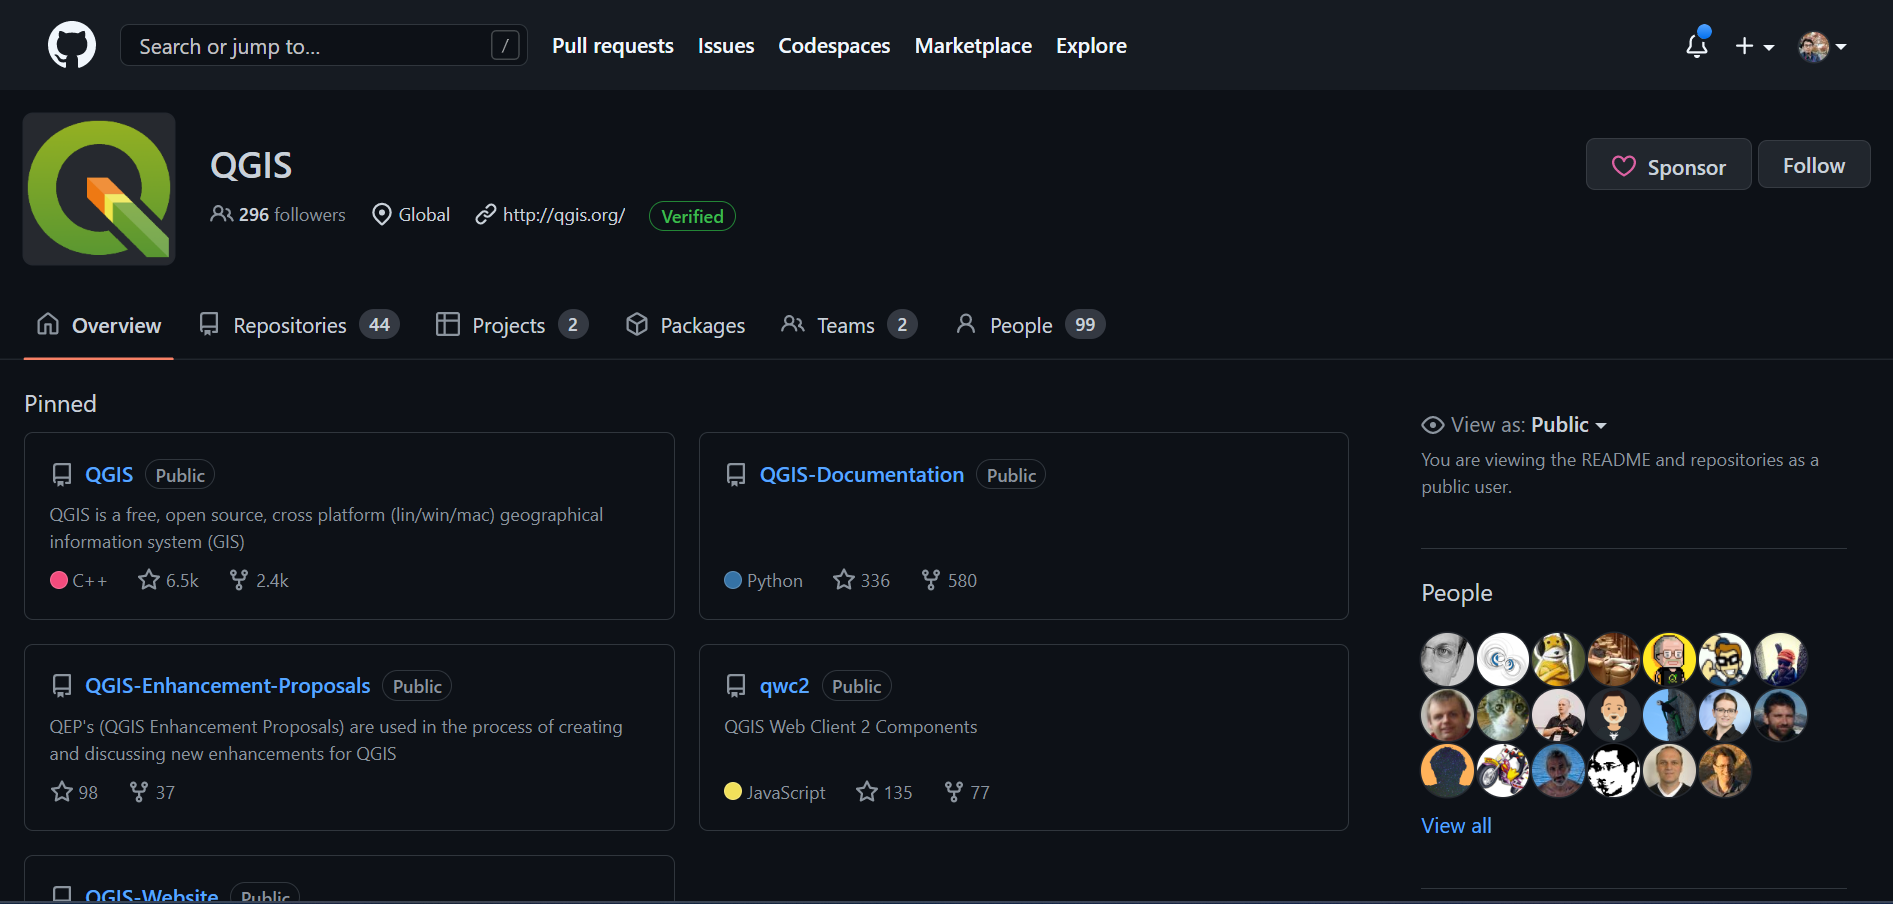 Search or jump to... /
Pull requests
Issues
Codespaces
Marketplace
Explore
QGIS
296 followers
Global
http://qgis.org/
Verified
Sponsor
Follow
Overview
Repositories 44
Projects 2
Packages
Teams 2
People 99
Pinned
QGIS Public
QGIS is a free, open source, cross platform (lin/win/mac) geographical
information system (GIS)
C++ 6.5k 2.4k
QGIS-Documentation Public
Python 336 580
QGIS-Enhancement-Proposals Public
QEP's (QGIS Enhancement Proposals) are used in the process of creating
and discussing new enhancements for QGIS
98 37
qwc2 Public
QGIS Web Client 2 Components
JavaScript 135 77
QGIS-Website Public
View as: Public
You are viewing the README and repositories as a
public user.
People
View all